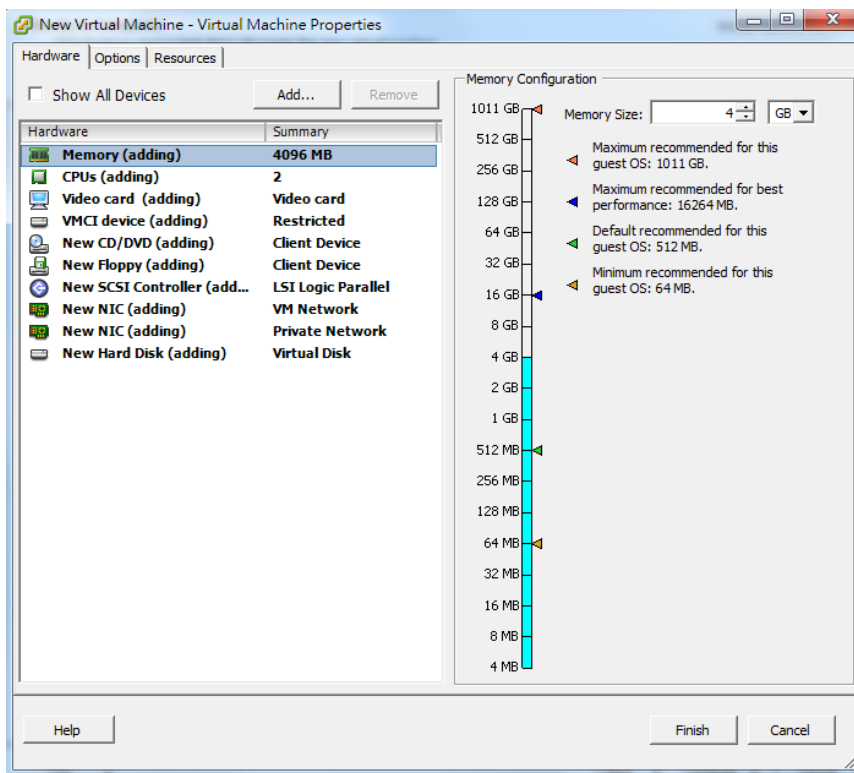 New Virtual Machine - Virtual Machine Properties
Hardware Options Resources
Show All Devices Add... Remove
Hardware Summary
Memory (adding) 4096 MB
CPUs (adding) 2
Video card (adding) Video card
VMCI device (adding) Restricted
New CD/DVD (adding) Client Device
New Floppy (adding) Client Device
New SCSI Controller (add... LSI Logic Parallel
New NIC (adding) VM Network
New NIC (adding) Private Network
New Hard Disk (adding) Virtual Disk
Memory Configuration
Memory Size: 4 GB
1011 GB
512 GB
256 GB
128 GB
64 GB
32 GB
16 GB
8 GB
4 GB
2 GB
1 GB
512 MB
256 MB
128 MB
64 MB
32 MB
16 MB
8 MB
4 MB
Maximum recommended for this
guest OS: 1011 GB.
Maximum recommended for best
performance: 16264 MB.
Default recommended for this
guest OS: 512 MB.
Minimum recommended for this
guest OS: 64 MB.
Help Finish Cancel